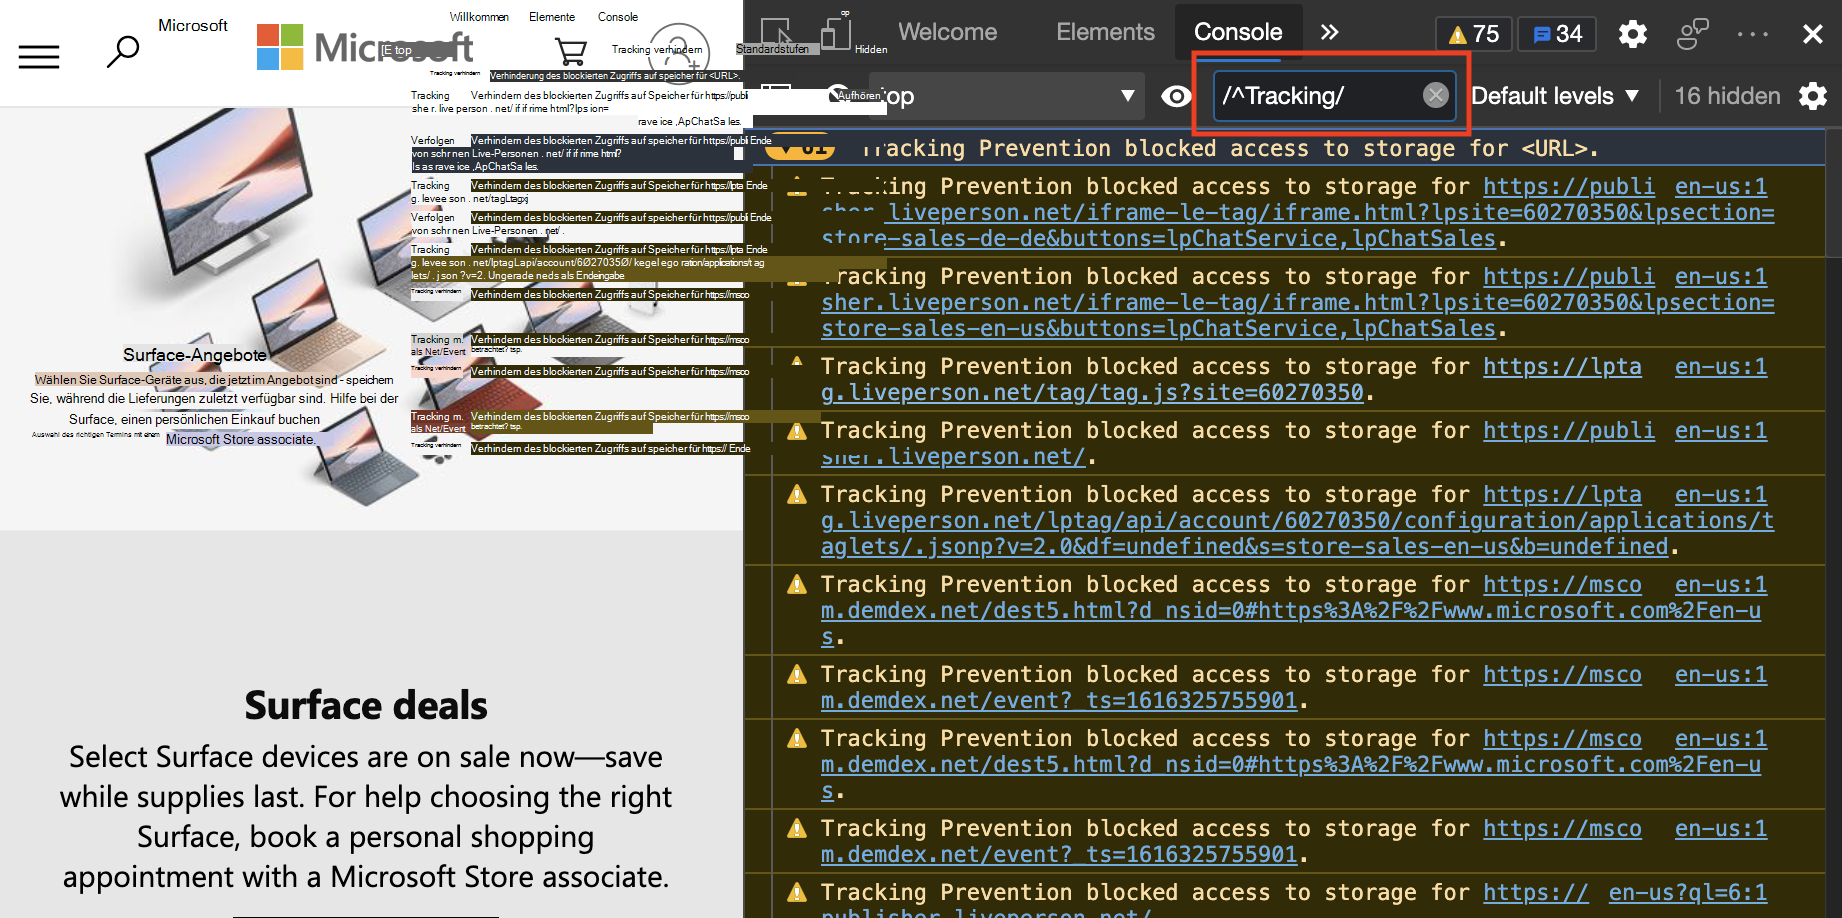 Microsoft
Willkommen Elemente Console
Microsoft
[E top
Tracking verhindern Standardstufen Hidden
Tracking verhindern Verhinderung des blockierten Zugriffs auf speicher für <URL>.
Tracking Verhindern des blockierten Zugriffs auf Speicher für https://publi
she r. live person . net/ if if rime html?lps ion=
rave ice ,ApChatSa les.
Verfolgen Verhindern des blockierten Zugriffs auf speicher für https://publi Ende
von schr nen Live-Personen . net/ if if rime html?
ls as rave ice ,ApChatSa les.
Tracking Verhindern des blockierten Zugriffs auf Speicher für https://lpta Ende
g. levee son . net/tagLtagxj
Verfolgen Verhindern des blockierten Zugriffs auf Speicher für https://publi Ende
von schr nen Live-Personen . net/ .
Tracking Verhindern des blockierten Zugriffs auf Speicher für https://lpta Ende
g. levee son . net/lptagLapi/account/6Ø27035Ø/ kegel ego ration/applications/t ag
lets/ . j son ?v=2. Ungerade neds als Endeingabe
Tracking verhindern Verhindern des blockierten Zugriffs auf Speicher für https://msco
Tracking m. Verhindern des blockierten Zugriffs auf Speicher für https://msco
als Net/Evert betrachtet? tsp.
Tracking verhindern Verhindern des blockierten Zugriffs auf Speicher für https://msco
Tracking m. Verhindern des blockierten Zugriffs auf Speicher für https://msco
als Net/Evert betrachtet? tsp.
Tracking verhindern Verhindern des blockierten Zugriffs auf speicher für https:// Ende
Surface-Angebote
Wählen Sie Surface-Geräte aus, die jetzt im Angebot sind - speichern
Sie, während die Lieferungen zuletzt verfügbar sind. Hilfe bei der
Surface, einen persönlichen Einkauf buchen
Auswahl des richtigen Termins mit einem Microsoft Store associate.
Surface deals
Select Surface devices are on sale now—save
while supplies last. For help choosing the right
Surface, book a personal shopping
appointment with a Microsoft Store associate.
op
Welcome Elements Console 75 34
Aufhören
top /^Tracking/ Default levels 16 hidden
61 Tracking Prevention blocked access to storage for <URL>.
Tracking Prevention blocked access to storage for https://publi en-us:1
sher.liveperson.net/iframe-le-tag/iframe.html?lpsite=60270350&lpsection=
store-sales-de-de&buttons=lpChatService,lpChatSales.
Tracking Prevention blocked access to storage for https://publi en-us:1
sher.liveperson.net/iframe-le-tag/iframe.html?lpsite=60270350&lpsection=
store-sales-en-us&buttons=lpChatService,lpChatSales.
Tracking Prevention blocked access to storage for https://lpta en-us:1
g.liveperson.net/tag/tag.js?site=60270350.
Tracking Prevention blocked access to storage for https://publi en-us:1
sher.liveperson.net/.
Tracking Prevention blocked access to storage for https://lpta en-us:1
g.liveperson.net/lptag/api/account/60270350/configuration/applications/t
aglets/.jsonp?v=2.0&df=undefined&s=store-sales-en-us&b=undefined.
Tracking Prevention blocked access to storage for https://msco en-us:1
m.demdex.net/dest5.html?d_nsid=0#https%3A%2F%2Fwww.microsoft.com%2Fen-u
s.
Tracking Prevention blocked access to storage for https://msco en-us:1
m.demdex.net/event?_ts=1616325755901.
Tracking Prevention blocked access to storage for https://msco en-us:1
m.demdex.net/dest5.html?d_nsid=0#https%3A%2F%2Fwww.microsoft.com%2Fen-u
s.
Tracking Prevention blocked access to storage for https://msco en-us:1
m.demdex.net/event?_ts=1616325755901.
Tracking Prevention blocked access to storage for https:// en-us?ql=6:1
publisher.liveperson.net/